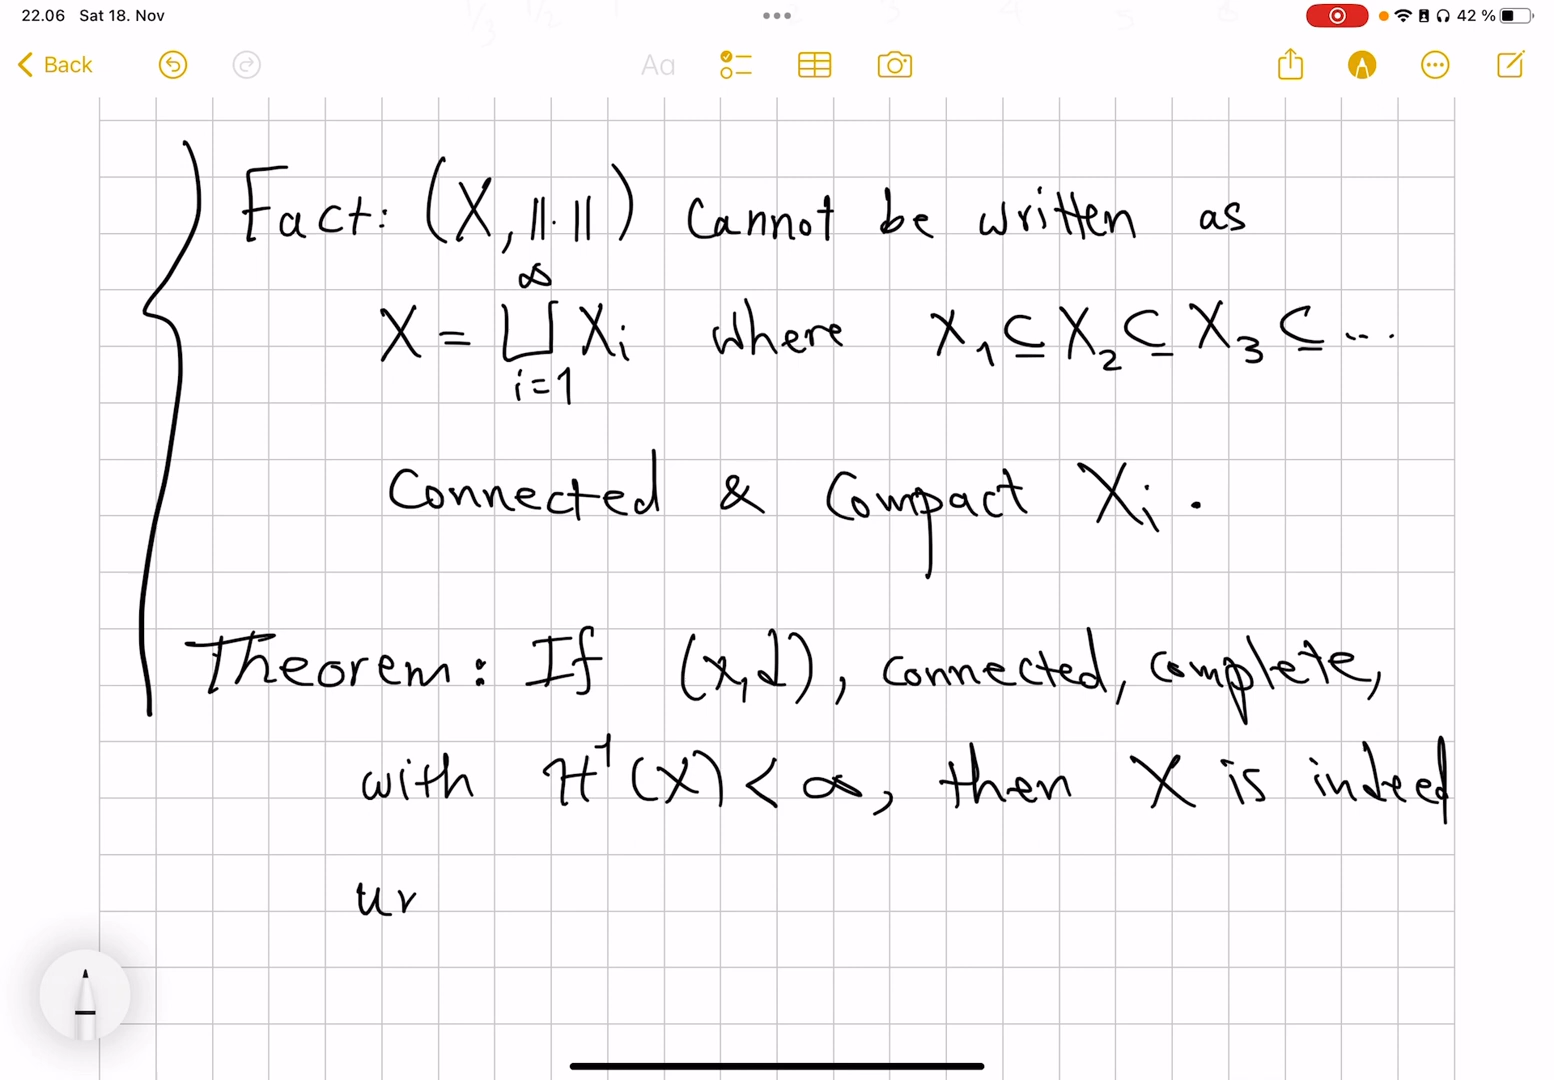 22.06 Sat 18. Nov
42 %
Back
Aa
Fact: (X, ||·||) cannot be written as
∞
X = ⊔ Xi where X1 ⊆ X2 ⊆ X3 ⊆ ...
i=1
Connected & Compact Xi.
Theorem: If (X,d), connected, complete,
with H¹(X) < ∞, then X is indeed
ur